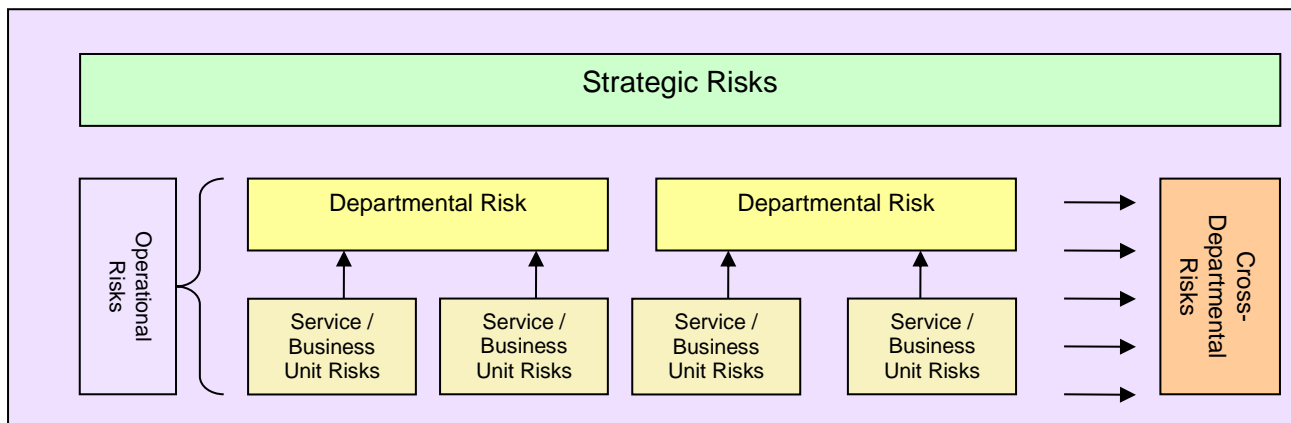 Strategic Risks
Operational
Risks
Departmental Risk
Departmental Risk
Service /
Business
Unit Risks
Service /
Business
Unit Risks
Service /
Business
Unit Risks
Service /
Business
Unit Risks
Cross-
Departmental
Risks